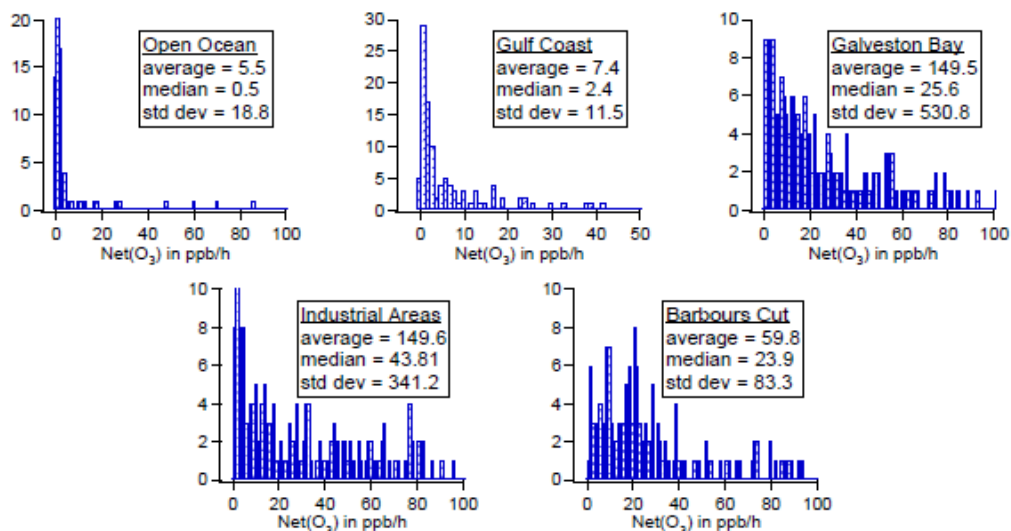 20
15
10
5
0
Open Ocean
average = 5.5
median = 0.5
std dev = 18.8
0 20 40 60 80 100
Net(O3) in ppb/h
30
25
20
15
10
5
0
Gulf Coast
average = 7.4
median = 2.4
std dev = 11.5
0 10 20 30 40 50
Net(O3) in ppb/h
10
8
6
4
2
0
Galveston Bay
average = 149.5
median = 25.6
std dev = 530.8
0 20 40 60 80 100
Net(O3) in ppb/h
10
8
6
4
2
0
Industrial Areas
average = 149.6
median = 43.81
std dev = 341.2
0 20 40 60 80 100
Net(O3) in ppb/h
10
8
6
4
2
0
Barbours Cut
average = 59.8
median = 23.9
std dev = 83.3
0 20 40 60 80 100
Net(O3) in ppb/h